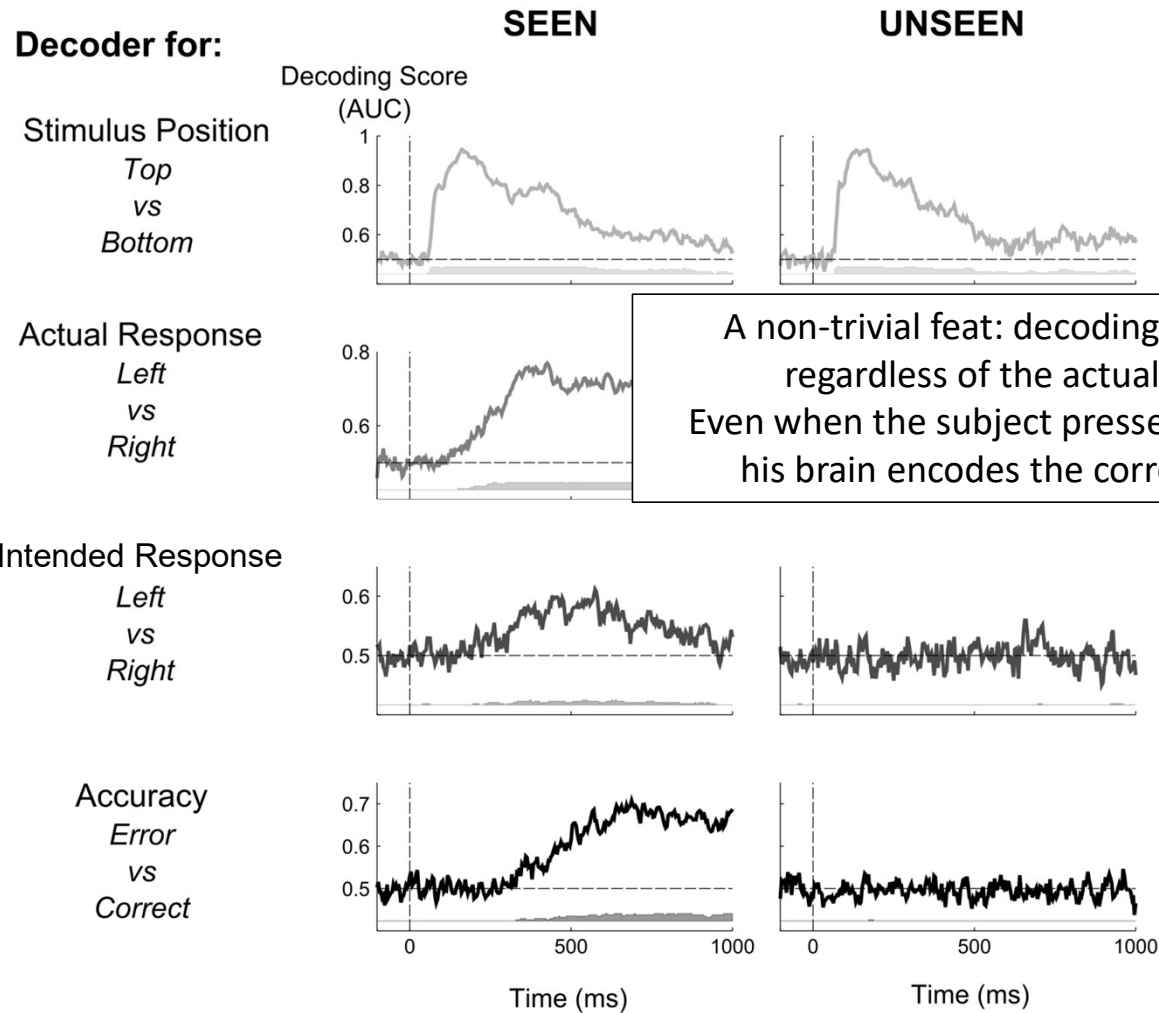 SEEN
UNSEEN
Decoder for:
Decoding Score
(AUC)
Stimulus Position
Top
vs
Bottom
1
0.8
0.6
Actual Response
Left
vs
Right
0.8
0.6
A non-trivial feat: decoding
regardless of the actual
Even when the subject presse
his brain encodes the corr
Intended Response
Left
vs
Right
0.6
0.5
Accuracy
Error
vs
Correct
0.7
0.6
0.5
0 500 1000
0 500 1000
Time (ms)
Time (ms)